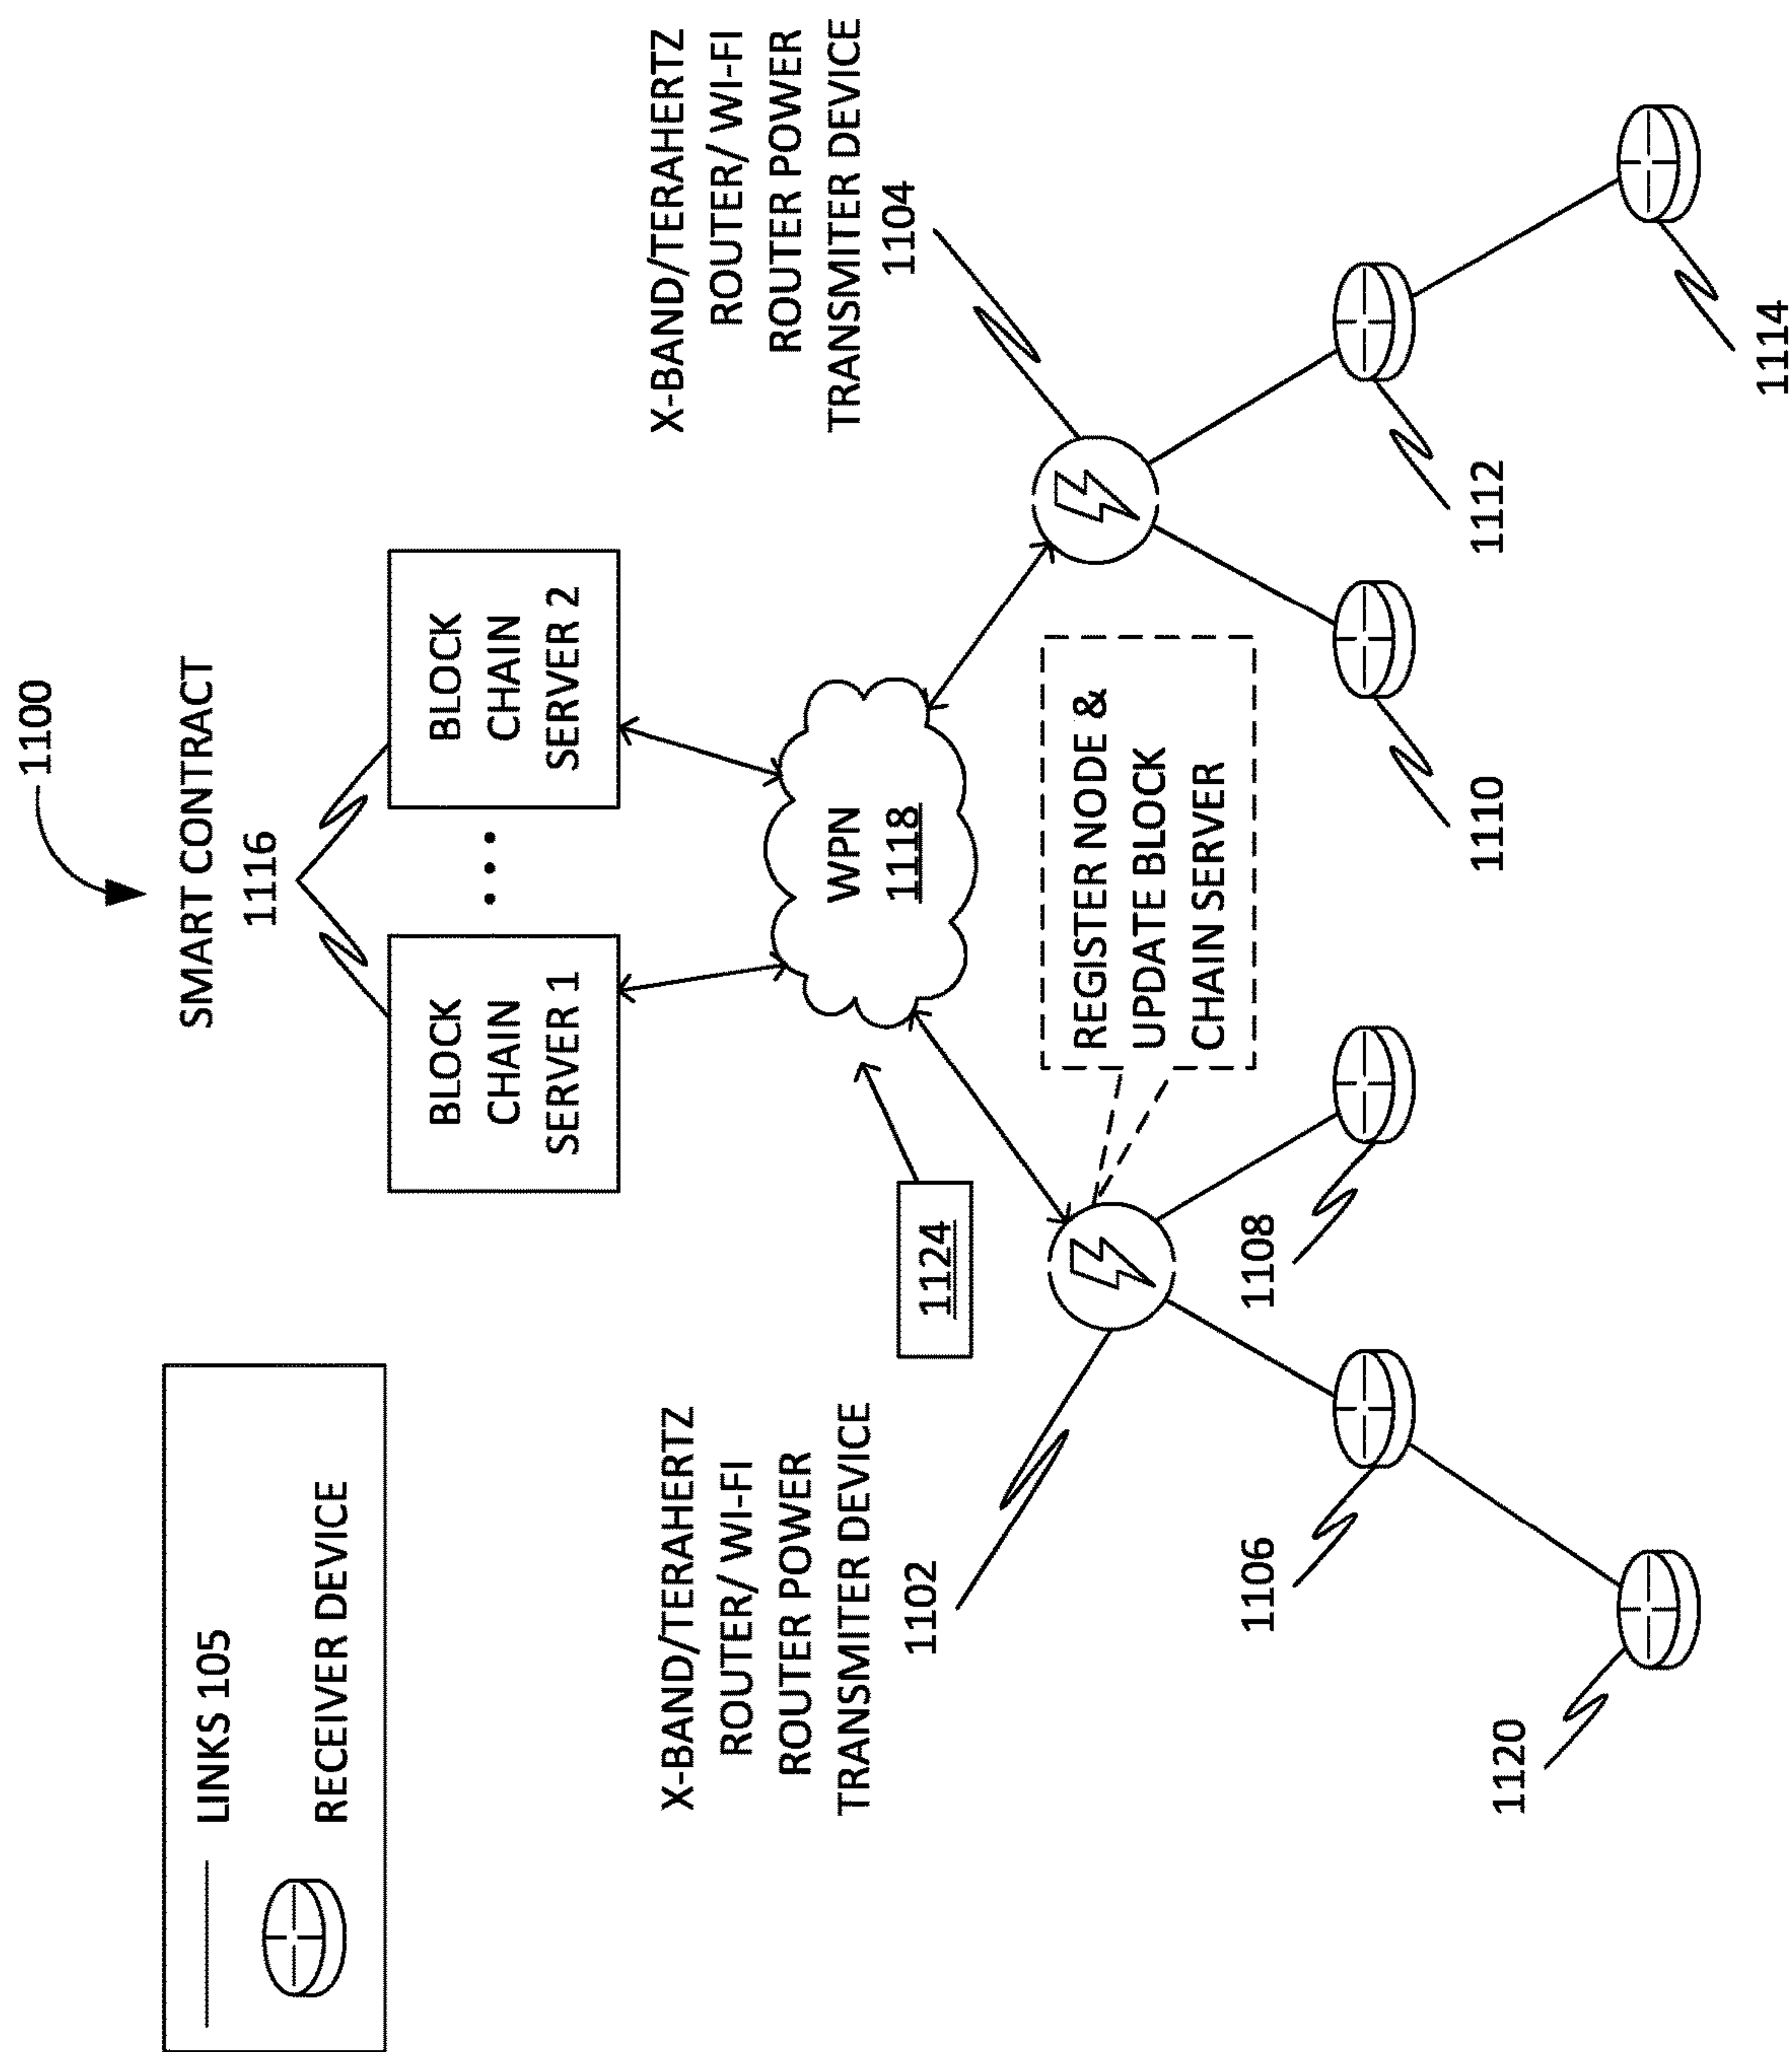 1100
LINKS 105
RECEIVER DEVICE
SMART CONTRACT
1116
BLOCK
CHAIN
SERVER 1
BLOCK
CHAIN
SERVER 2
X-BAND/TERAHERTZ
ROUTER/ WI-FI
ROUTER POWER
TRANSMITER DEVICE
1102
X-BAND/TERAHERTZ
ROUTER/ WI-FI
ROUTER POWER
TRANSMITER DEVICE
1104
WPN
1118
1124
REGISTER NODE &
UPDATE BLOCK
CHAIN SERVER
1106
1108
1110
1112
1120
1114